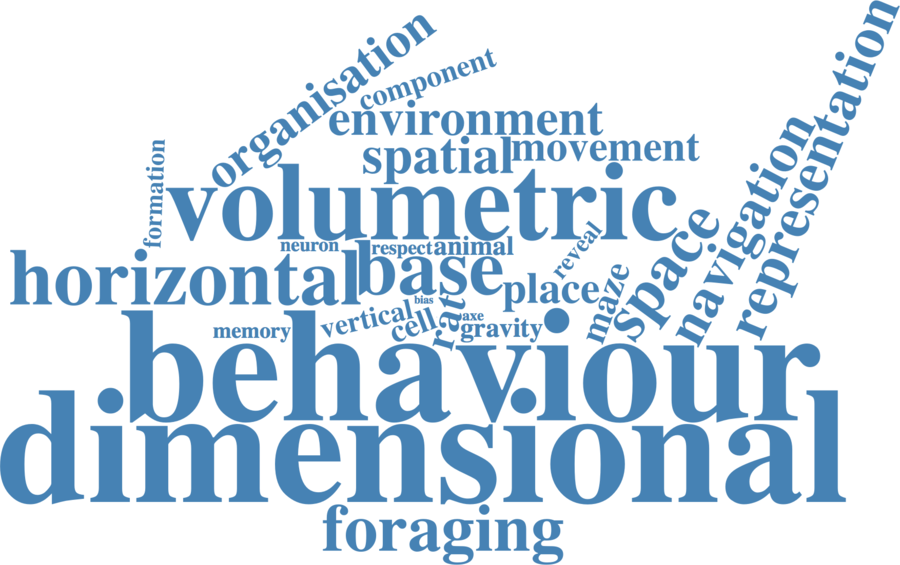 organisation
component
environment
spatial
movement
formation
volumetric
navigation
representation
neuron
respect
animal
reveal
horizontal
base
place
maze
space
memory
vertical
bias
cell
rat
axe
gravity
behaviour
dimensional
foraging